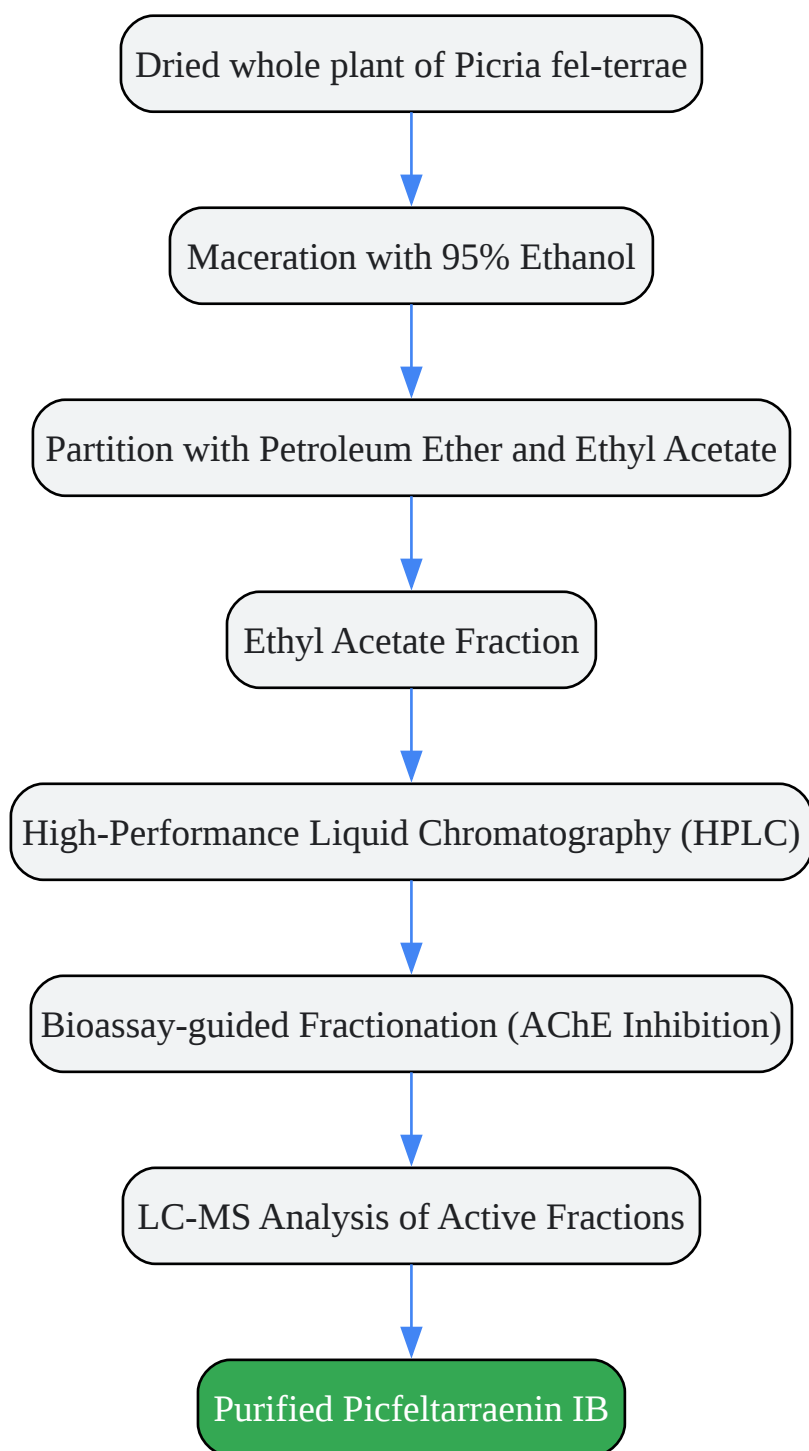 Dried whole plant of Picria fel-terrae
Maceration with 95% Ethanol
Partition with Petroleum Ether and Ethyl Acetate
Ethyl Acetate Fraction
High-Performance Liquid Chromatography (HPLC)
Bioassay-guided Fractionation (AChE Inhibition)
LC-MS Analysis of Active Fractions
Purified Picfeltarraenin IB